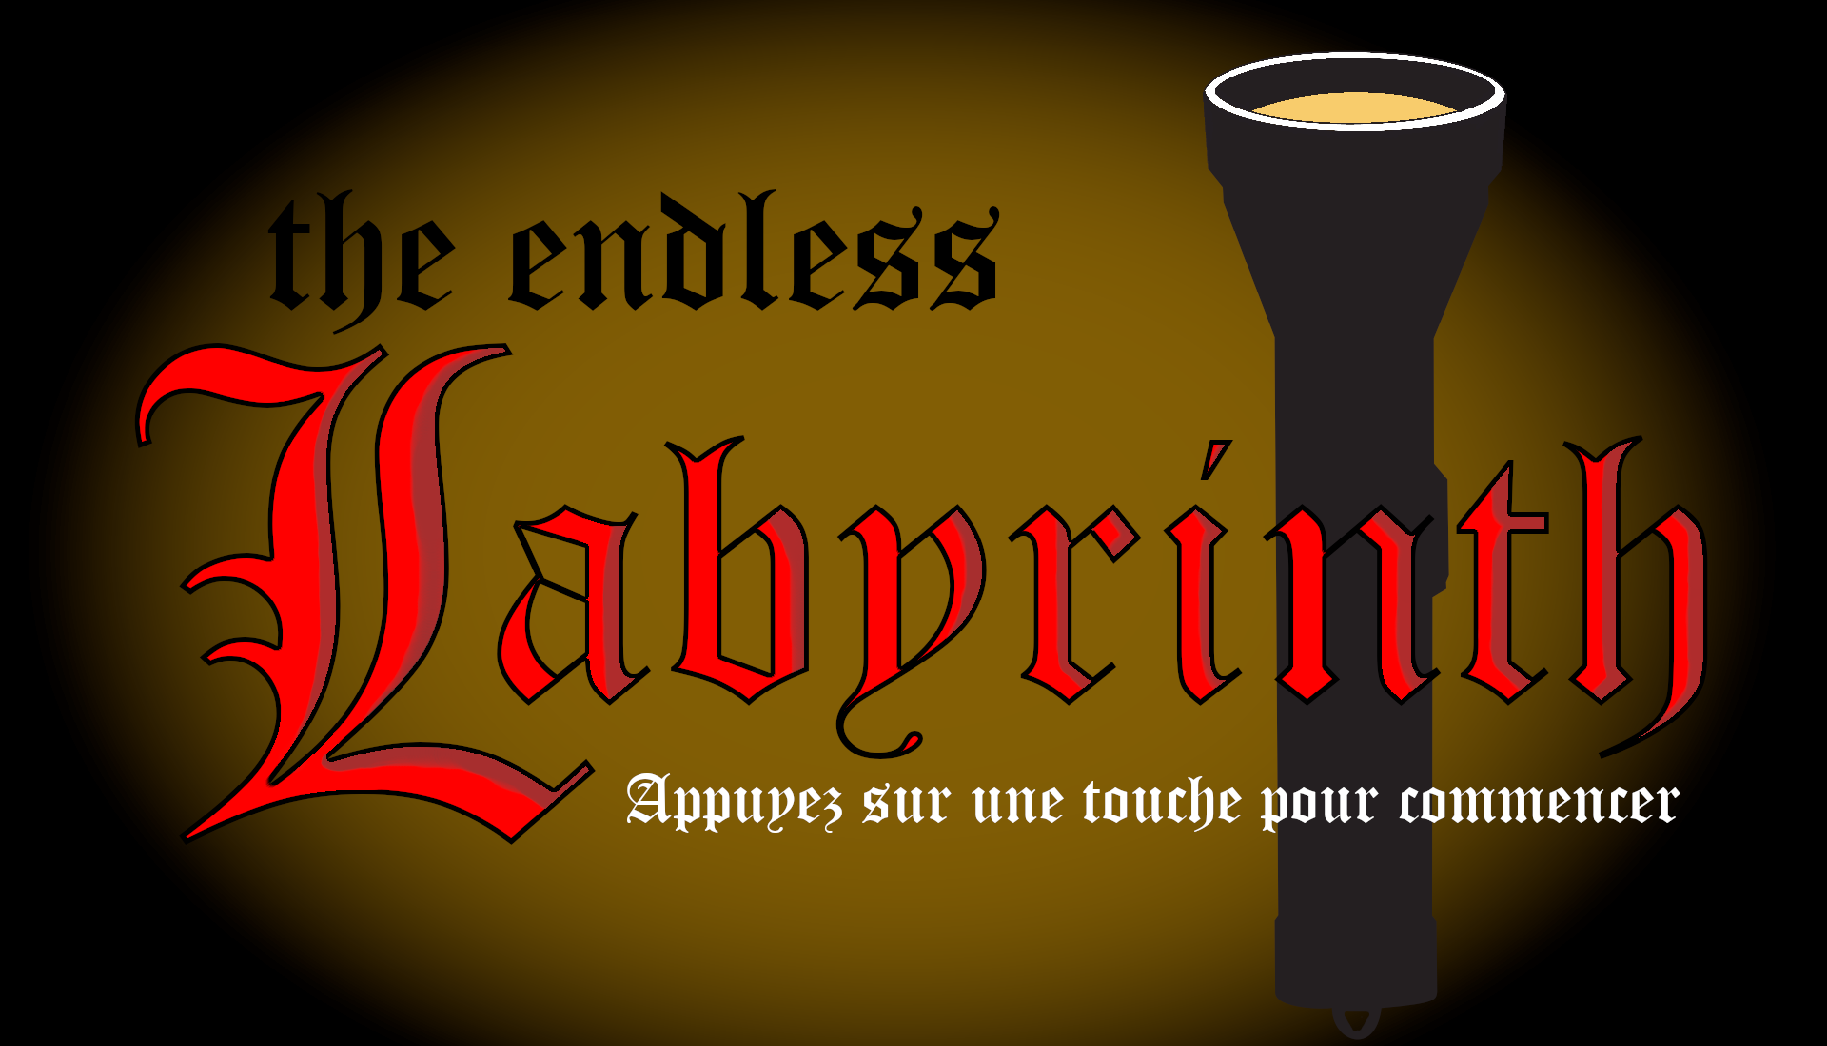 the endless
Labyrinth
Appuyez sur une touche pour commencer